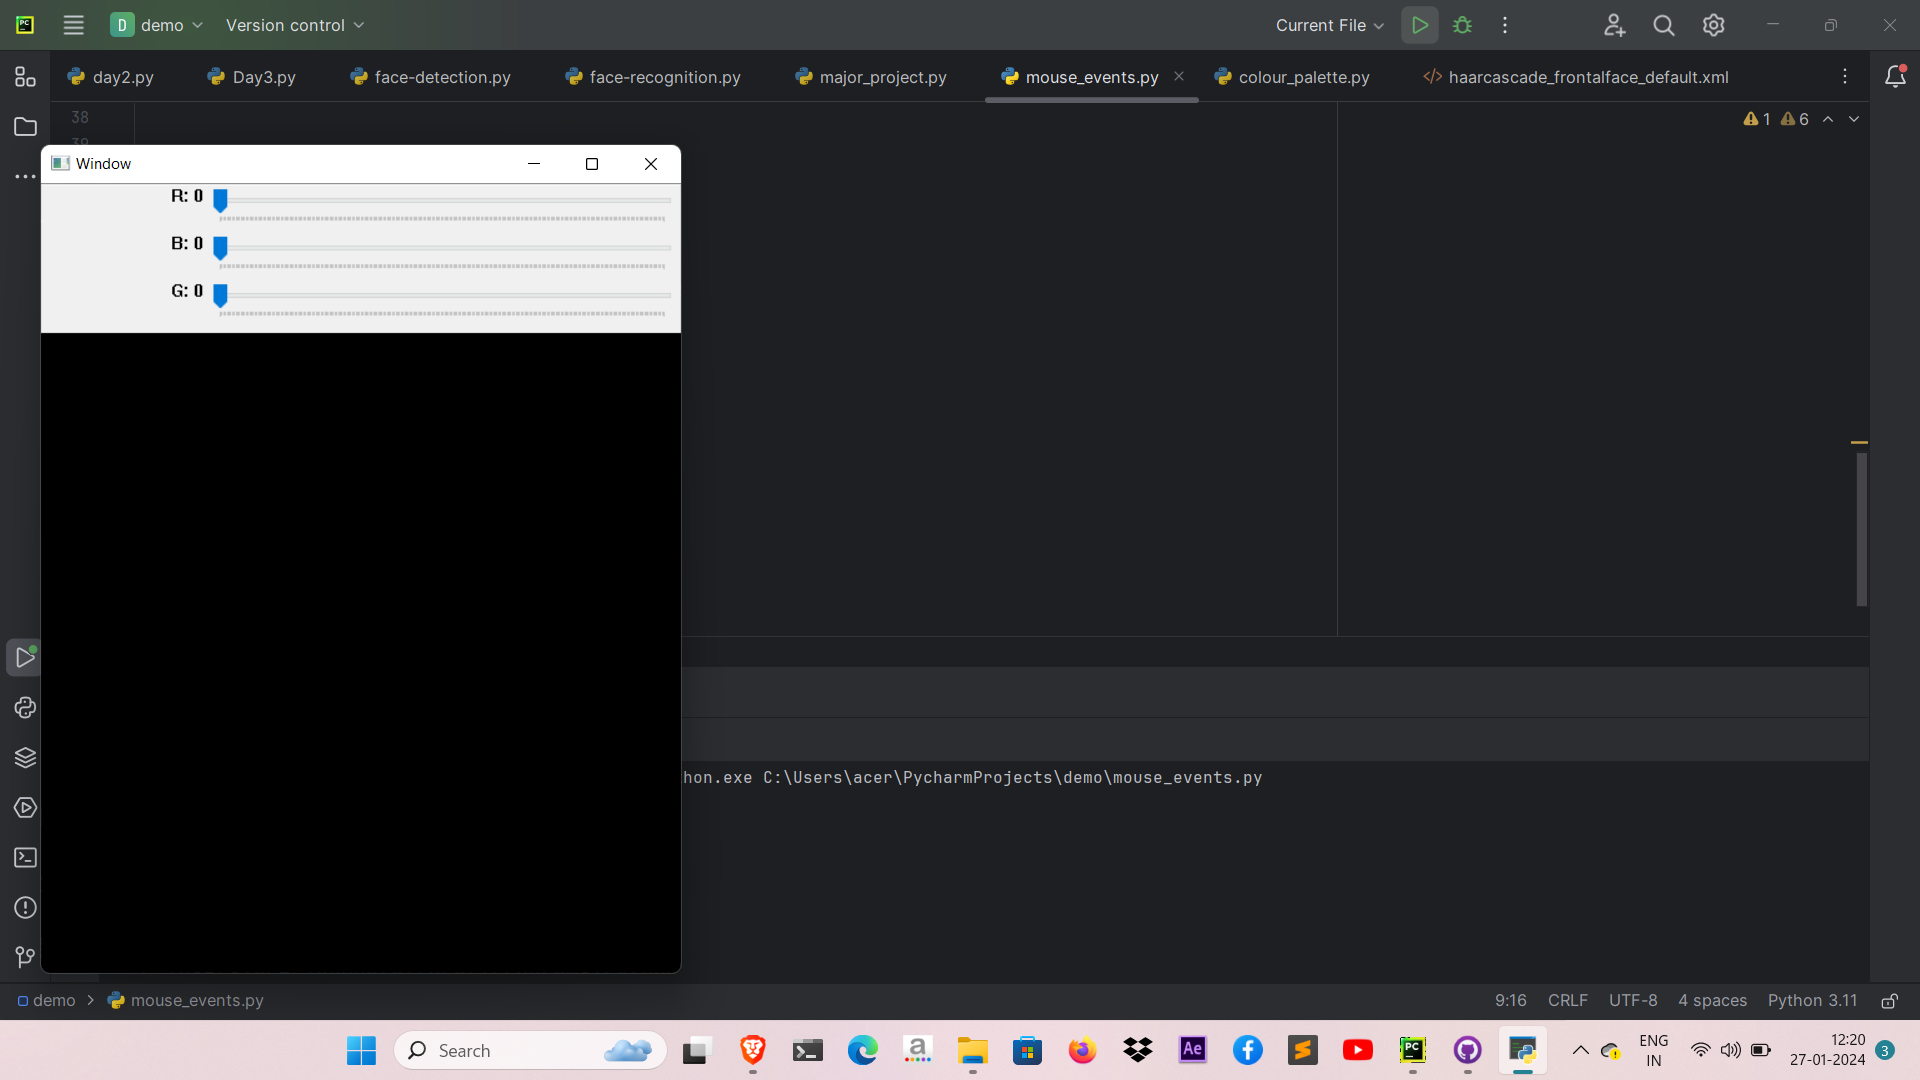 PC
D demo Version control
Current File
day2.py Day3.py face-detection.py face-recognition.py major_project.py mouse_events.py colour_palette.py haarcascade_frontalface_default.xml
38
1 6
Window
R: 0
B: 0
G: 0
hon.exe C:\Users\acer\PycharmProjects\demo\mouse_events.py
demo > mouse_events.py
9:16 CRLF UTF-8 4 spaces Python 3.11
Search
a
Ae
PC
ENG
IN
12:20
27-01-2024
3